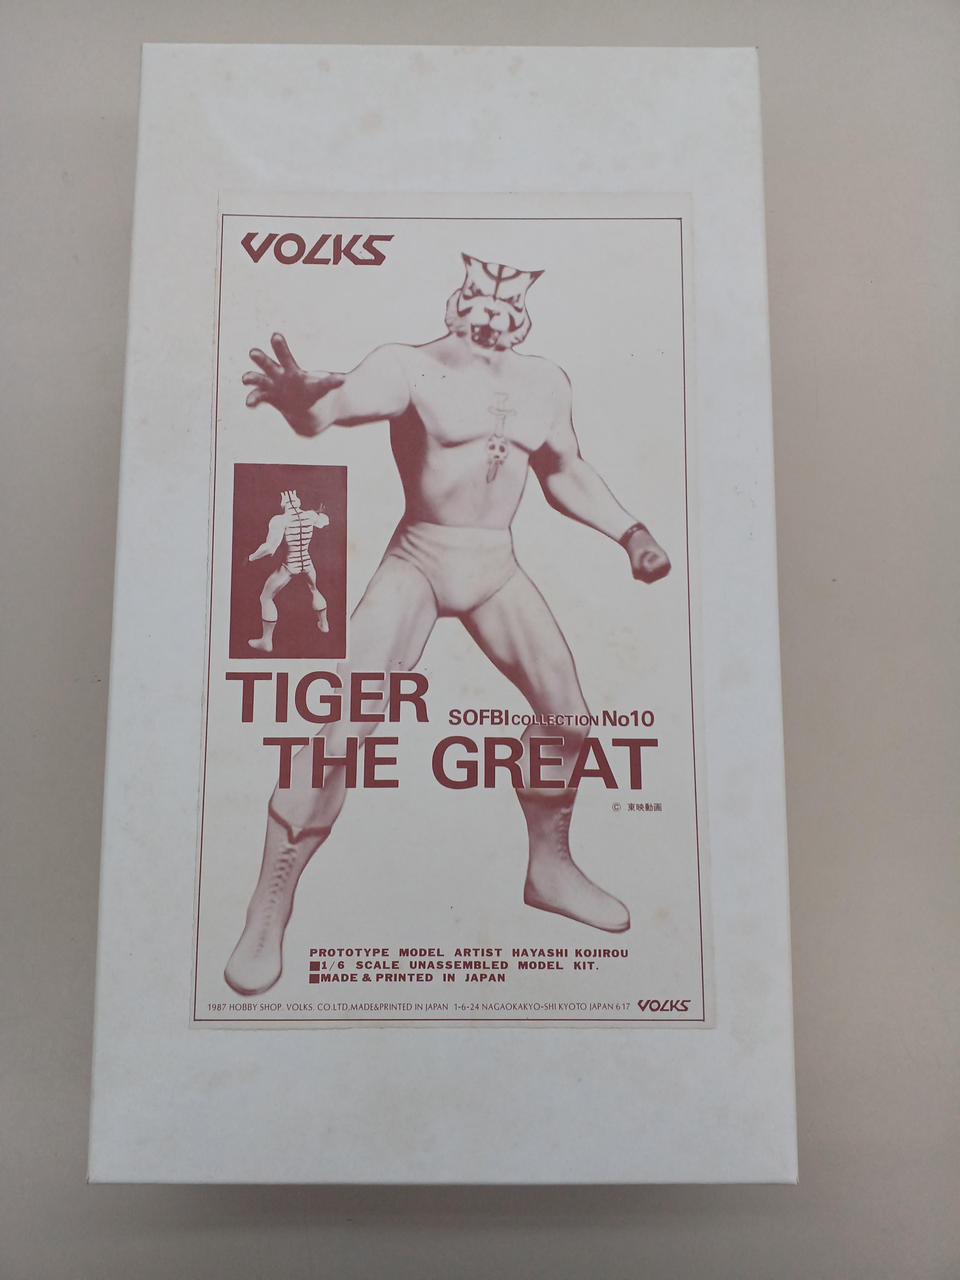 VOLKS
TIGER
SOFBI COLLECTION No10
THE GREAT
© 東映動画
PROTOTYPE MODEL ARTIST HAYASHI KOJIROU
■1/6 SCALE UNASSEMBLED MODEL KIT.
■MADE & PRINTED IN JAPAN
1987 HOBBY SHOP. VOLKS. CO.LTD.MADE&PRINTED IN JAPAN 1-6-24 NAGAOKAKYO-SHI KYOTO JAPAN 617 VOLKS